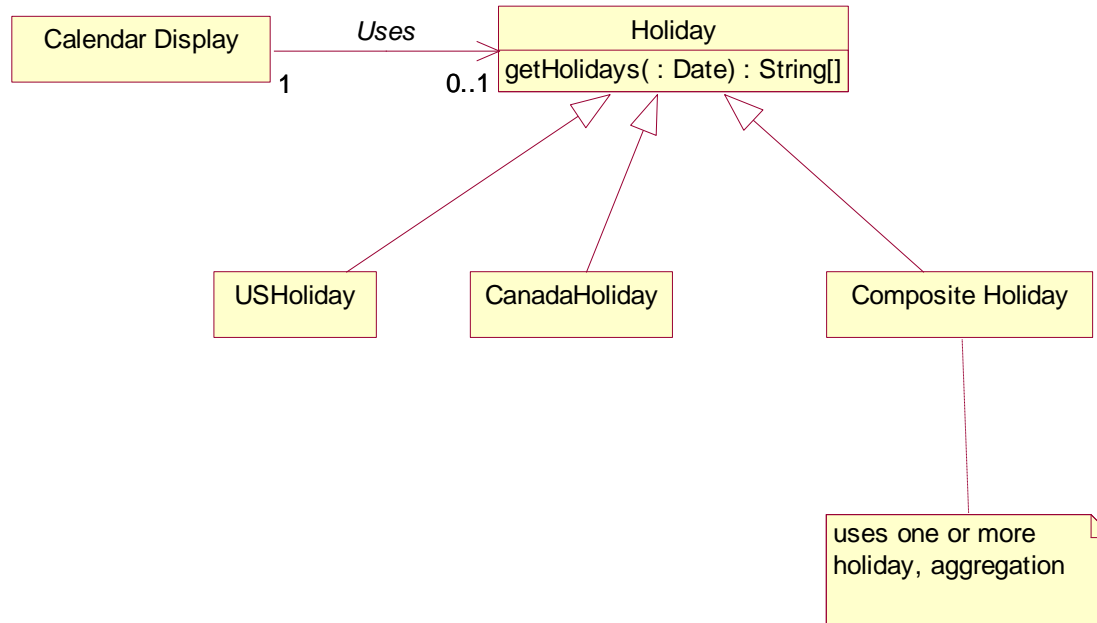 Calendar Display
Uses
Holiday
getHolidays( : Date) : String[]
1
0..1
USHoliday
CanadaHoliday
Composite Holiday
uses one or more
holiday, aggregation